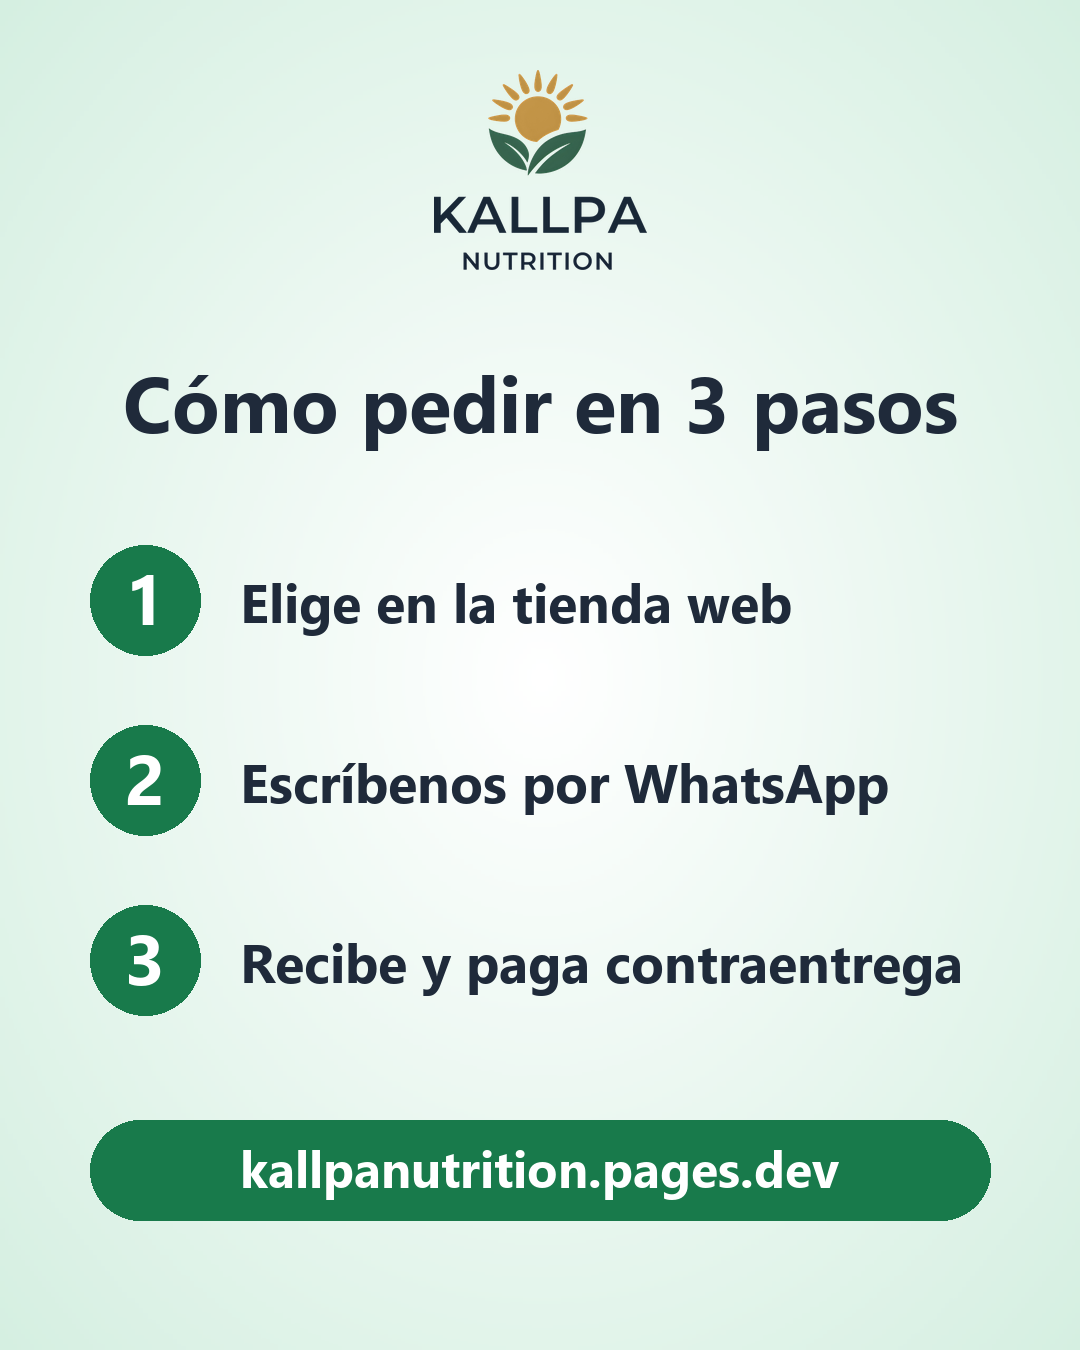 KALLPA
NUTRITION
Cómo pedir en 3 pasos
1 Elige en la tienda web
2 Escríbenos por WhatsApp
3 Recibe y paga contraentrega
kallpanutrition.pages.dev